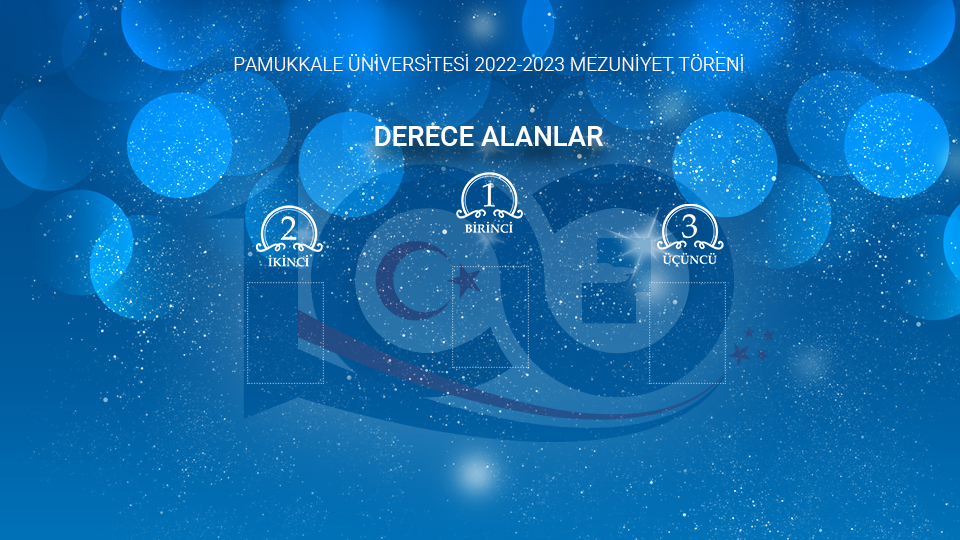 PAMUKKALE ÜNİVERSİTESİ 2022-2023 MEZUNİYET TÖRENİ
DERECE ALANLAR
1
BİRİNCİ
2
İKİNCİ
3
ÜÇÜNCÜ